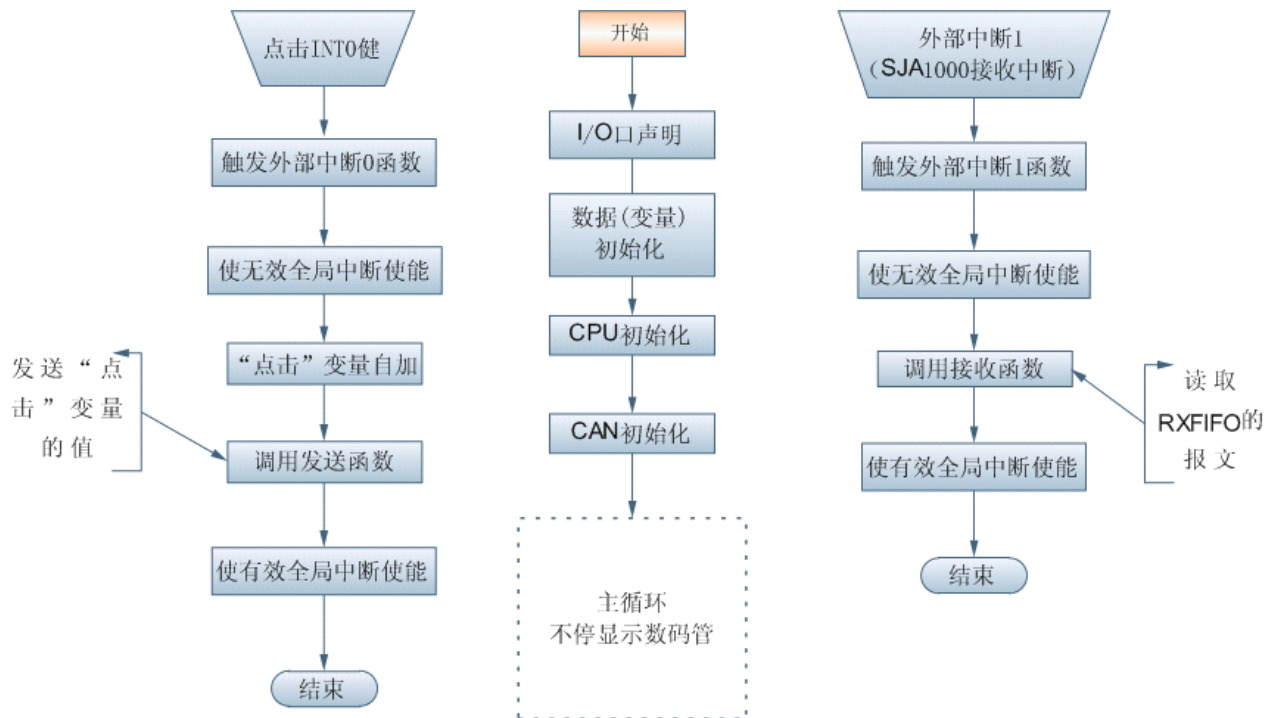 点击INT0健
触发外部中断0函数
使无效全局中断使能
“点击”变量自加
发送“点
击”变量
的值
调用发送函数
使有效全局中断使能
结束
开始
I/O口声明
数据(变量)
初始化
CPU初始化
CAN初始化
主循环
不停显示数码管
外部中断1
（SJA1000接收中断）
触发外部中断1函数
使无效全局中断使能
调用接收函数
读取
RXFIFO的
报文
使有效全局中断使能
结束